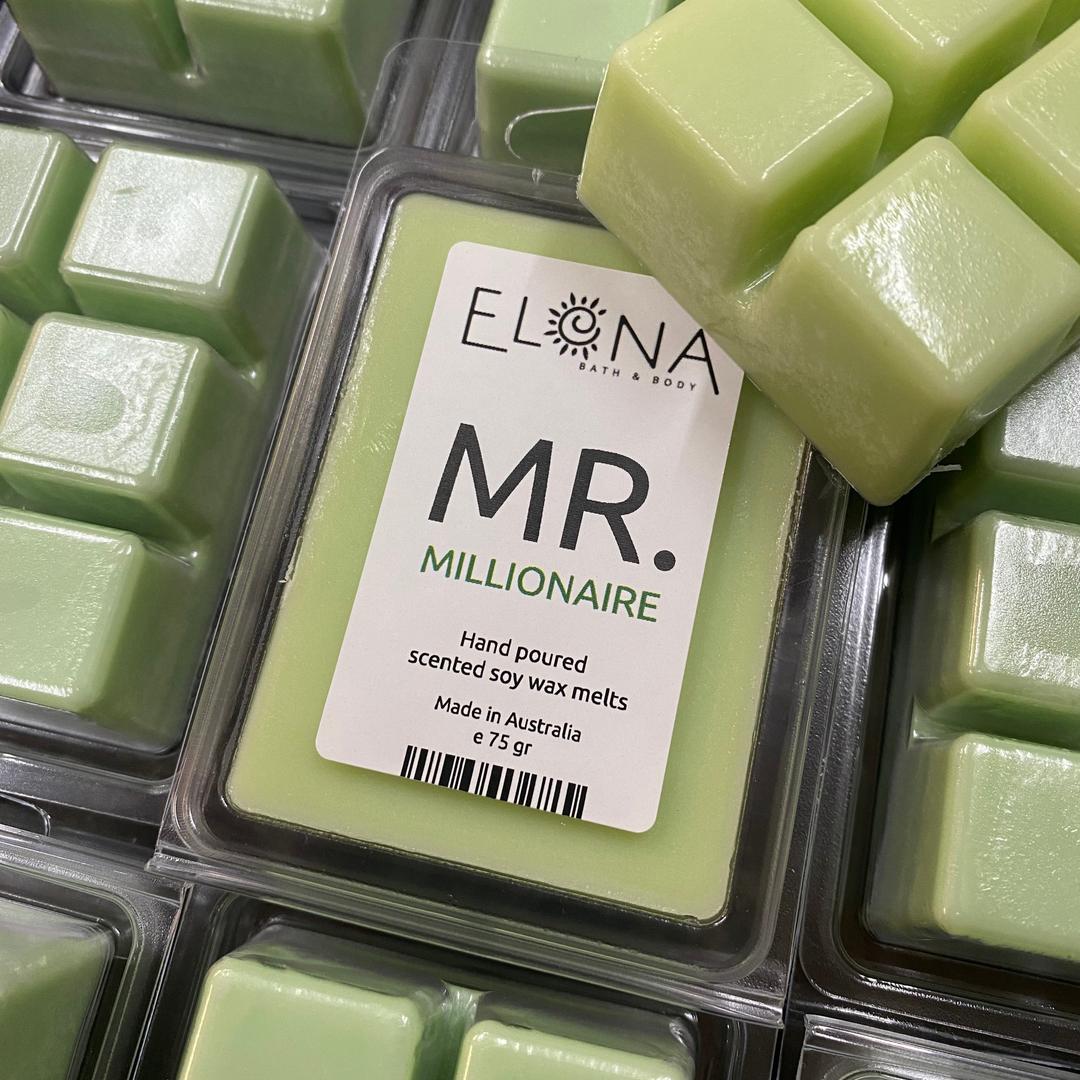 ELONA
BATH & BODY
MR.
MILLIONAIRE
Hand poured
scented soy wax melts
Made in Australia
e 75 gr